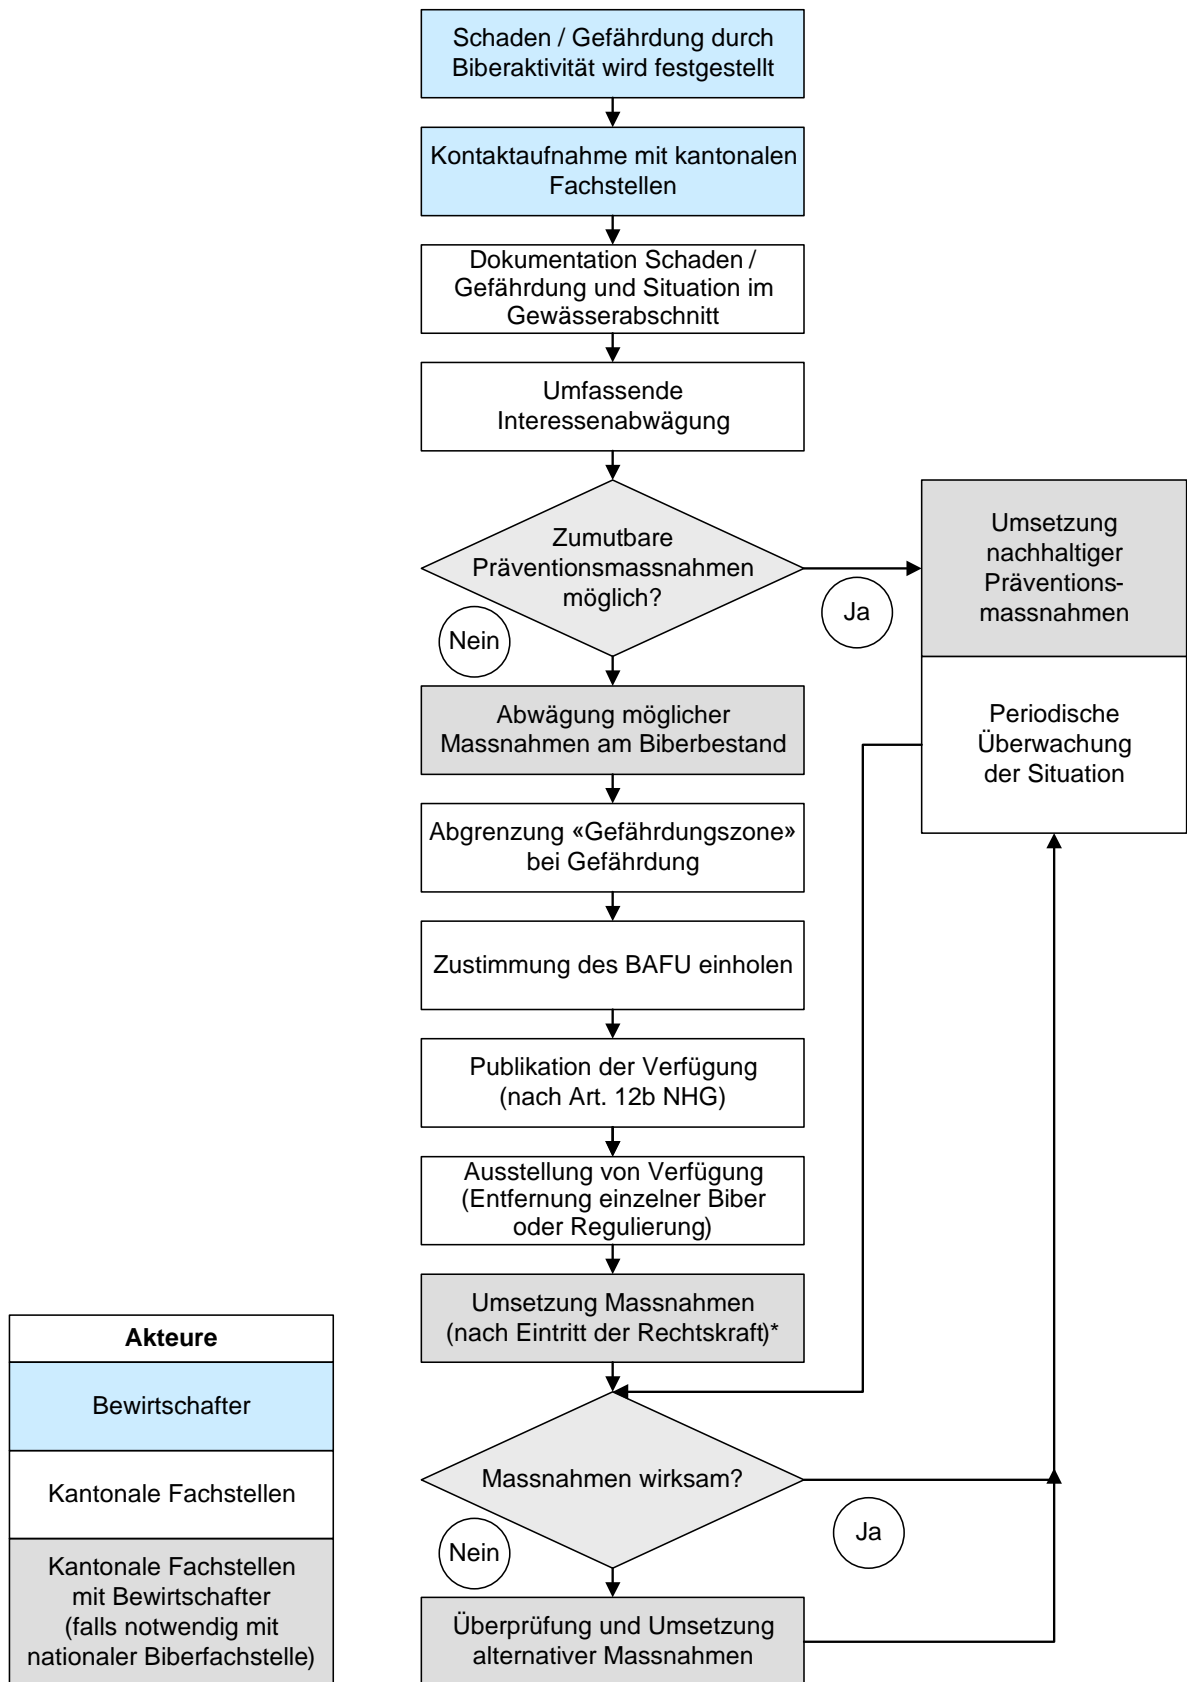 Schaden / Gefährdung durch
Biberaktivität wird festgestellt
Kontaktaufnahme mit kantonalen
Fachstellen
Dokumentation Schaden /
Gefährdung und Situation im
Gewässerabschnitt
Umfassende
Interessenabwägung
Zumutbare
Präventionsmassnahmen
möglich?
Ja
Nein
Umsetzung
nachhaltiger
Präventions-
massnahmen
Periodische
Überwachung
der Situation
Abwägung möglicher
Massnahmen am Biberbestand
Abgrenzung «Gefährdungszone»
bei Gefährdung
Zustimmung des BAFU einholen
Publikation der Verfügung
(nach Art. 12b NHG)
Ausstellung von Verfügung
(Entfernung einzelner Biber
oder Regulierung)
Umsetzung Massnahmen
(nach Eintritt der Rechtskraft)*
Massnahmen wirksam?
Ja
Nein
Überprüfung und Umsetzung
alternativer Massnahmen
Akteure
Bewirtschafter
Kantonale Fachstellen
Kantonale Fachstellen
mit Bewirtschafter
(falls notwendig mit
nationaler Biberfachstelle)